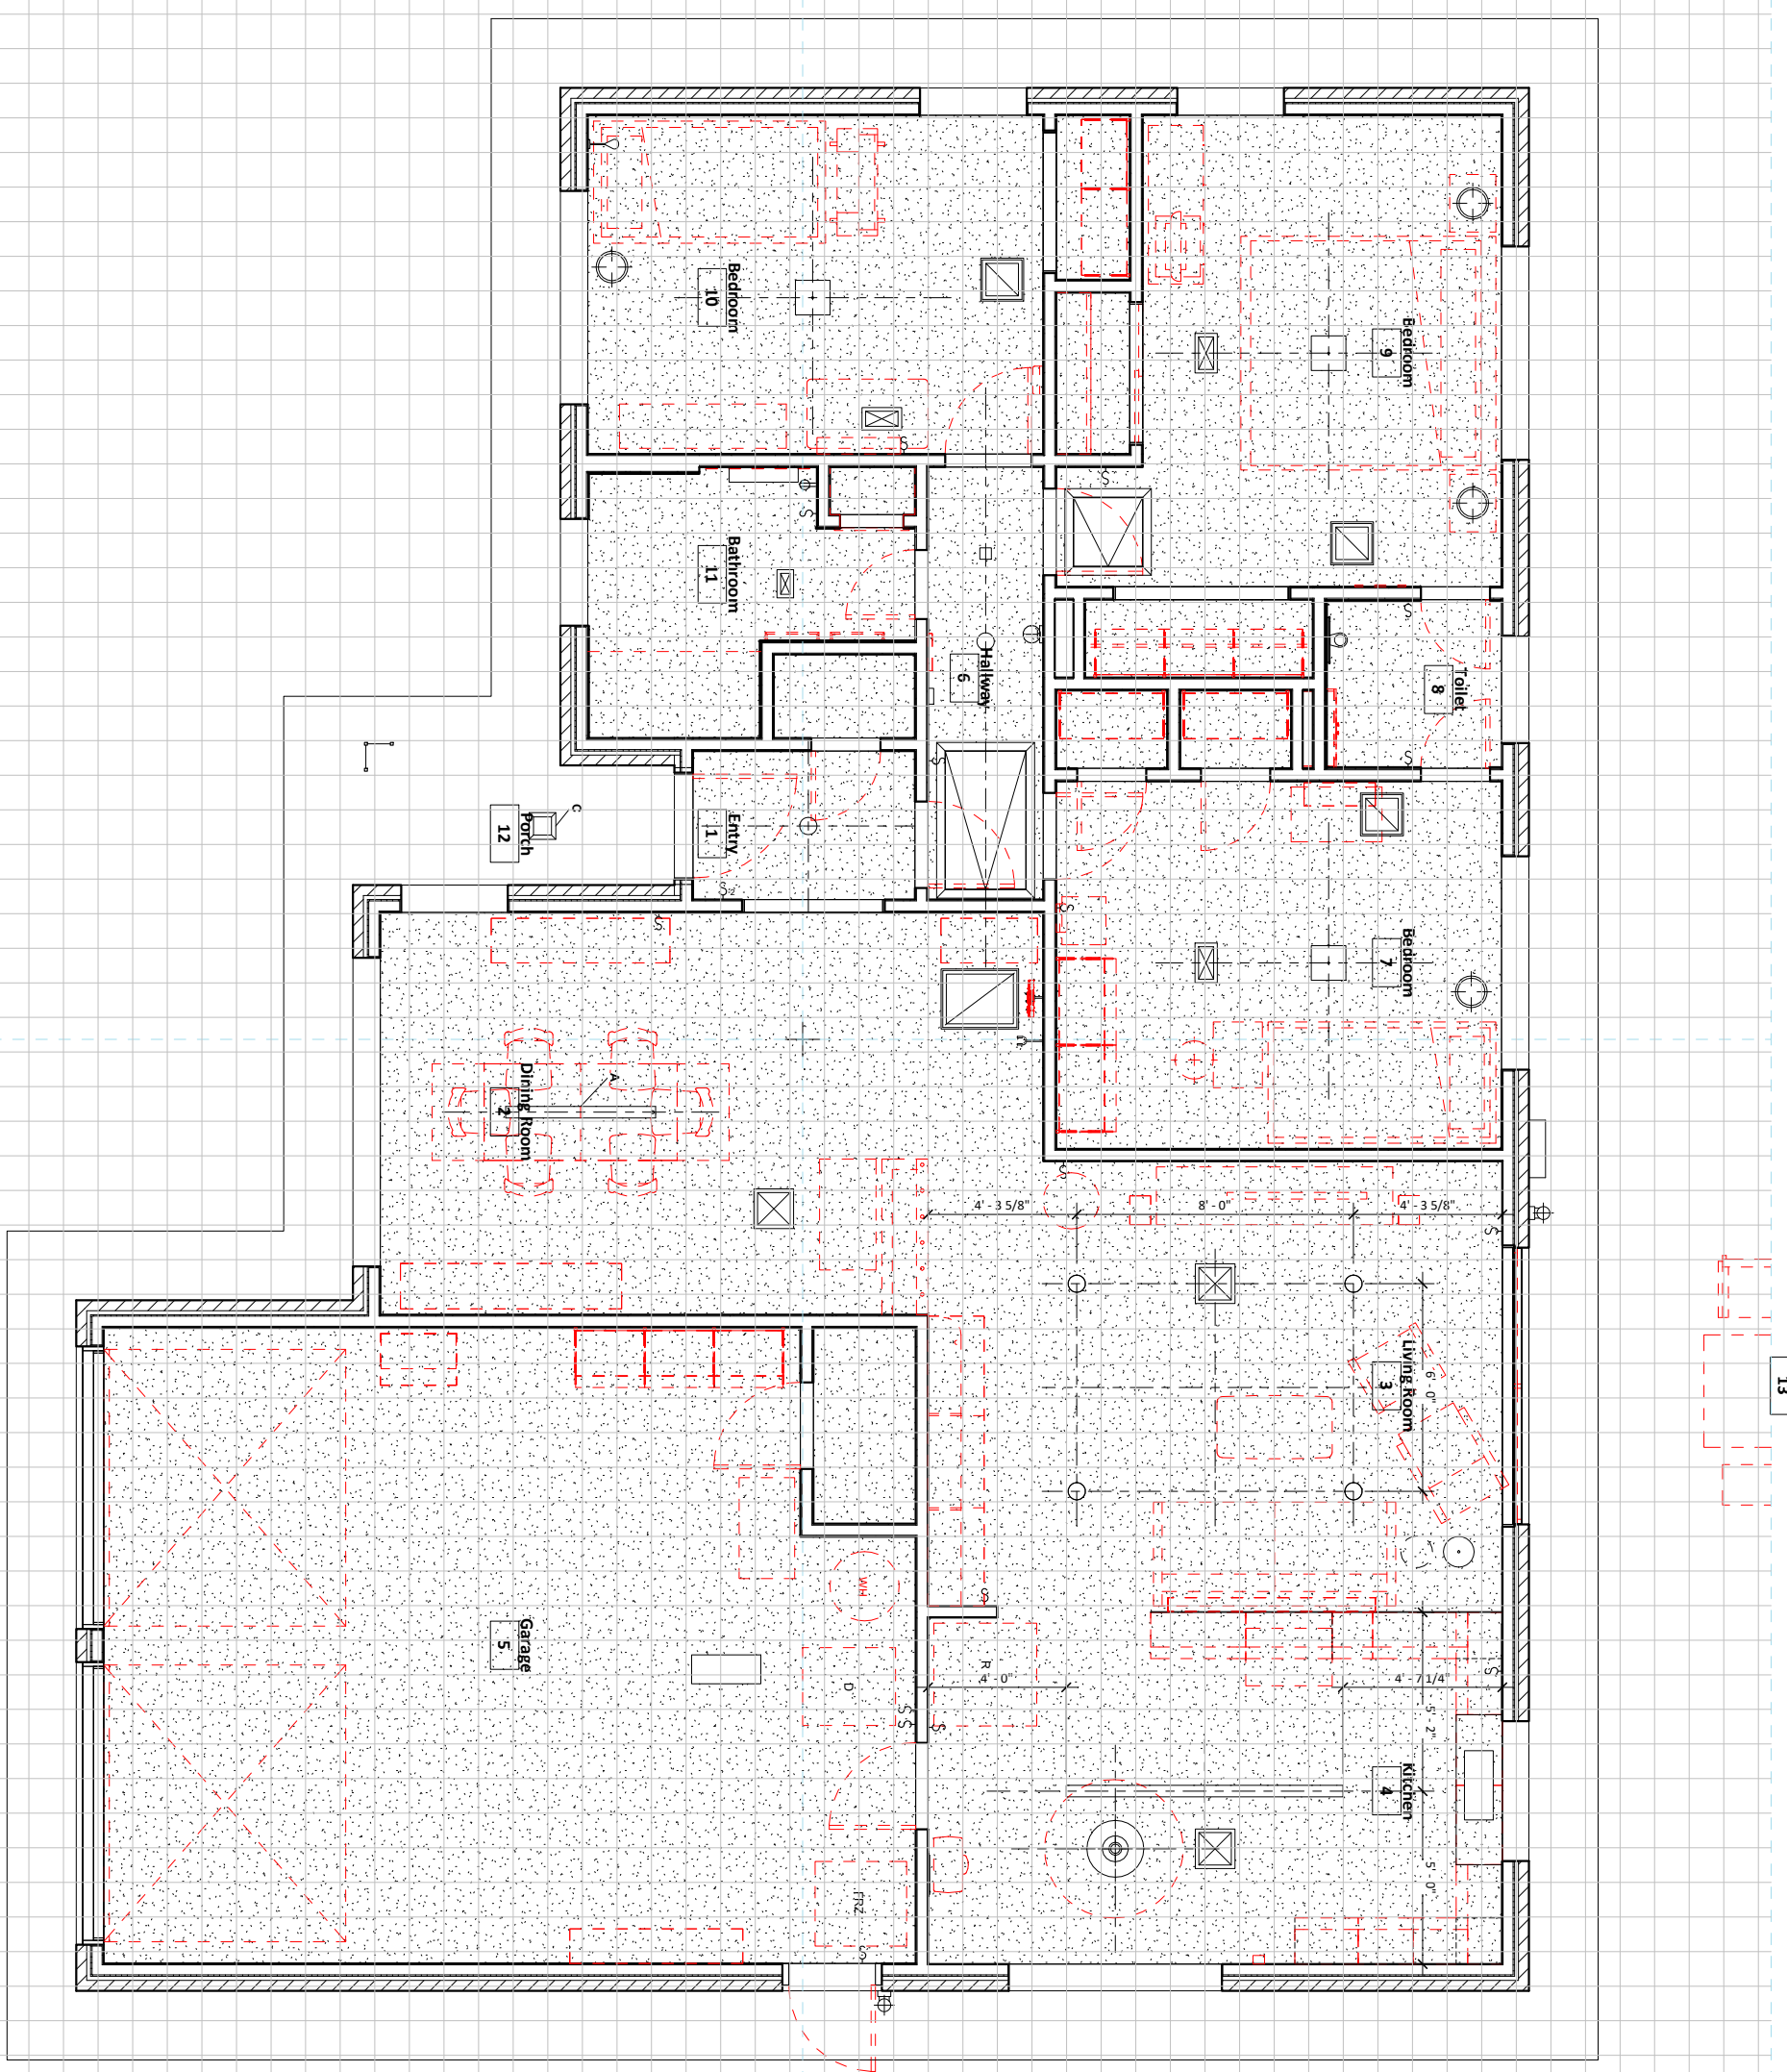 Bedroom
10
Bedroom
9
S
S
S
Bathroom
11
S
Hallway
6
Toilet
8
S
S
S
C
Porch
12
Entry
1
S₂
S
S
Bedroom
7
A
Dining Room
2
S
4' - 3 5/8"
8' - 0"
4' - 3 5/8"
S
Living Room
3
6' - 0"
13
WH
S
Garage
5
R
4' - 0"
4' - 7 1/4"
S
D
S
S
S
5' - 2"
Kitchen
4
5' - 0"
FRZ
S